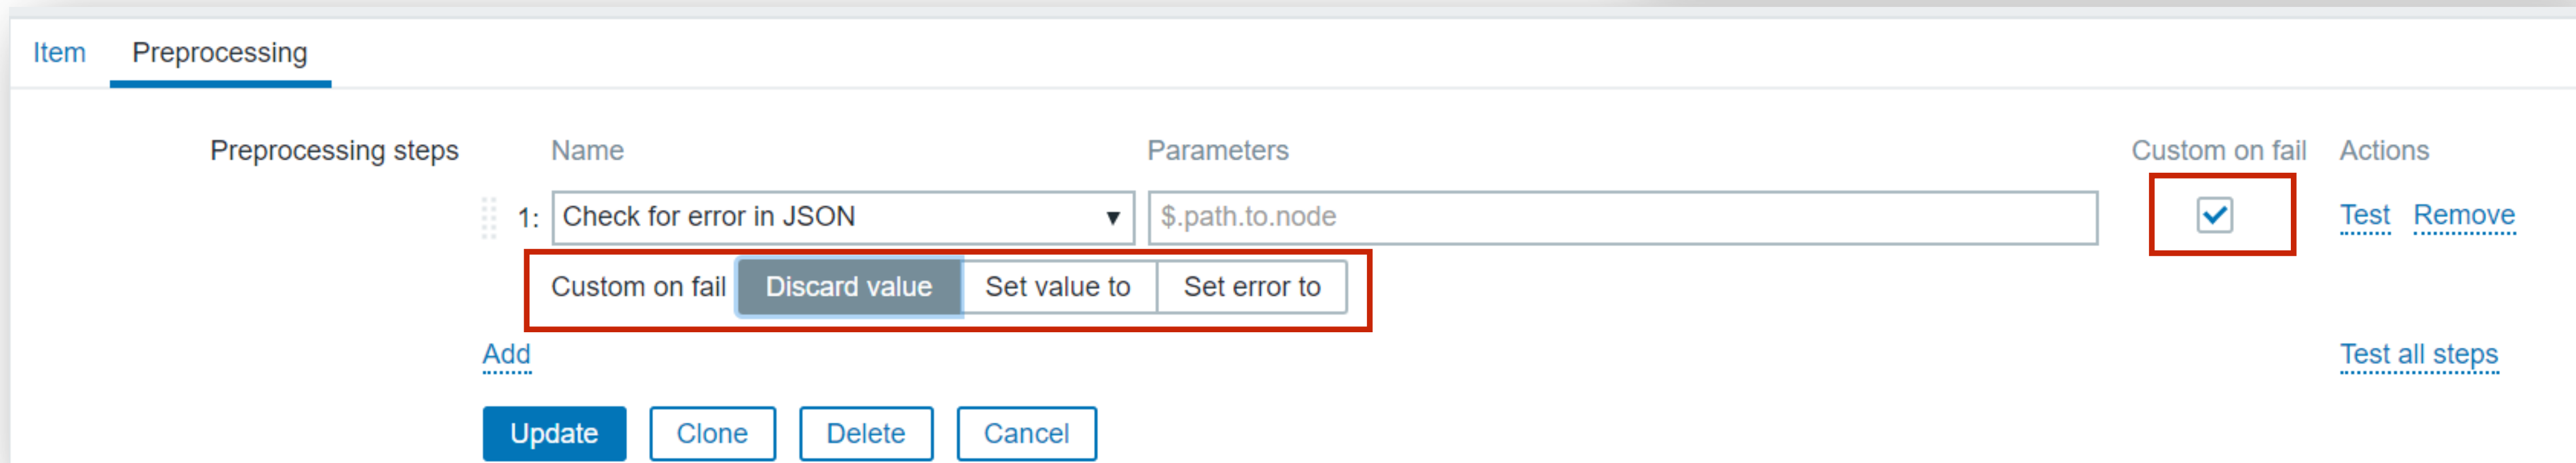 Item Preprocessing
Preprocessing steps Name Parameters Custom on fail Actions
1: Check for error in JSON $.path.to.node Test Remove
Custom on fail Discard value Set value to Set error to
Add Test all steps
Update Clone Delete Cancel